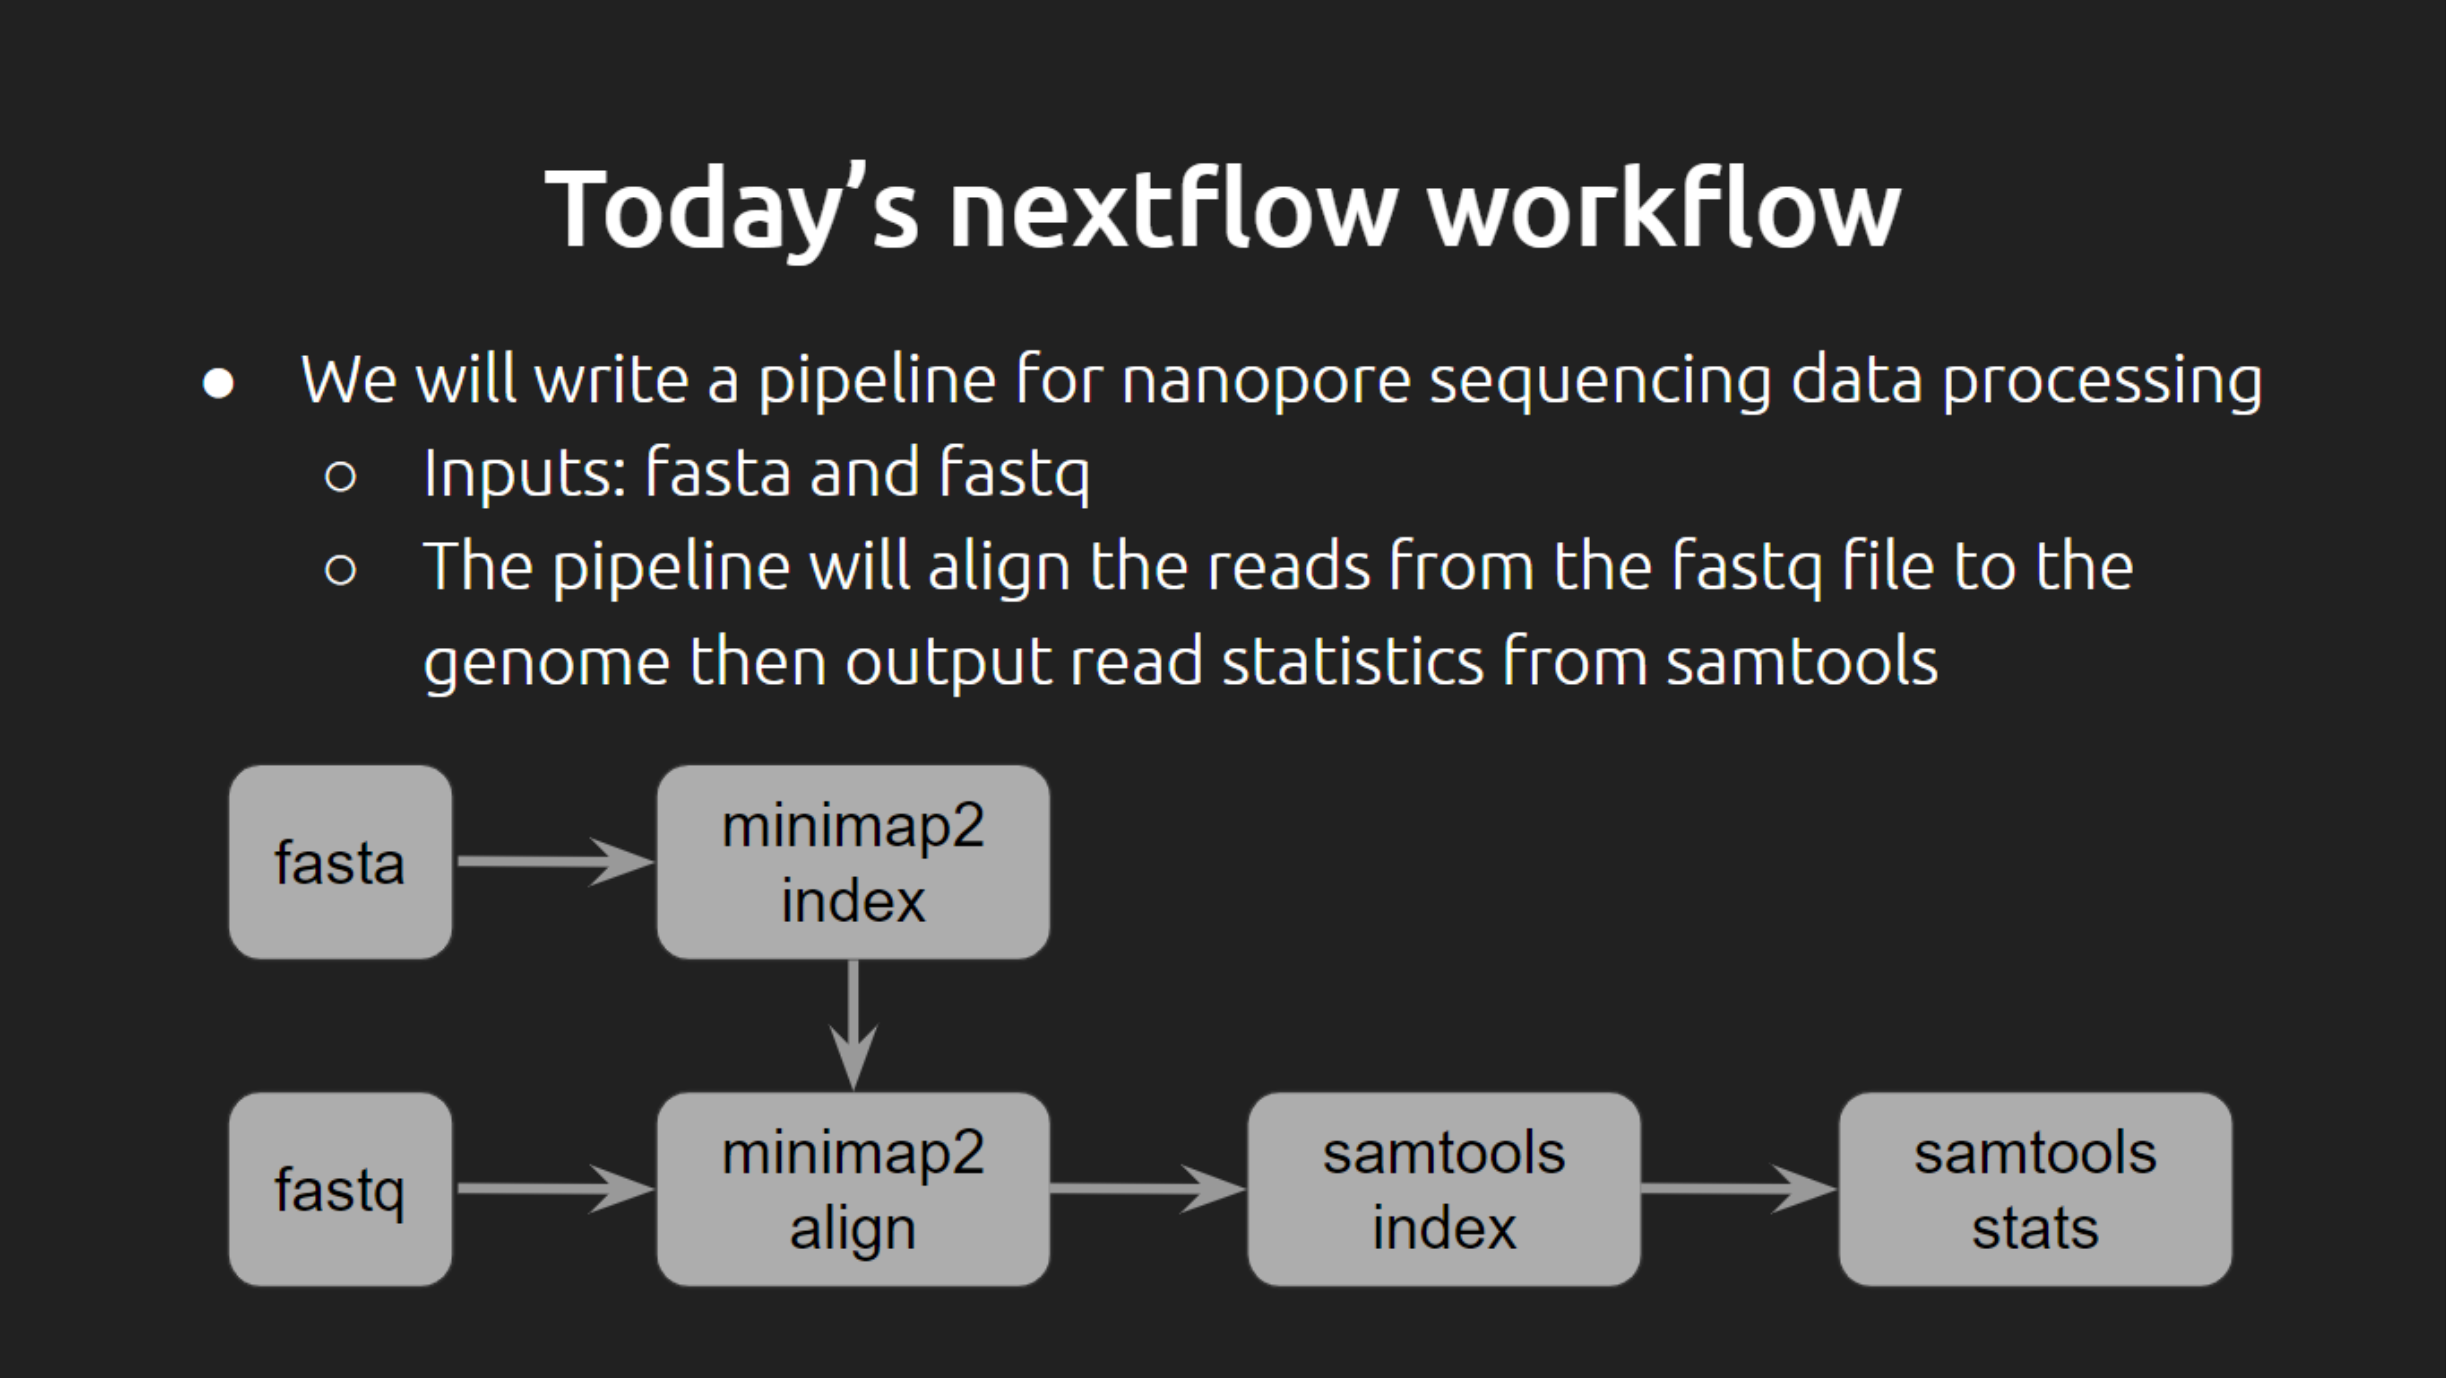 Today’s nextflow workflow
● We will write a pipeline for nanopore sequencing data processing
○ Inputs: fasta and fastq
○ The pipeline will align the reads from the fastq file to the
genome then output read statistics from samtools
fasta
minimap2
index
fastq
minimap2
align
samtools
index
samtools
stats